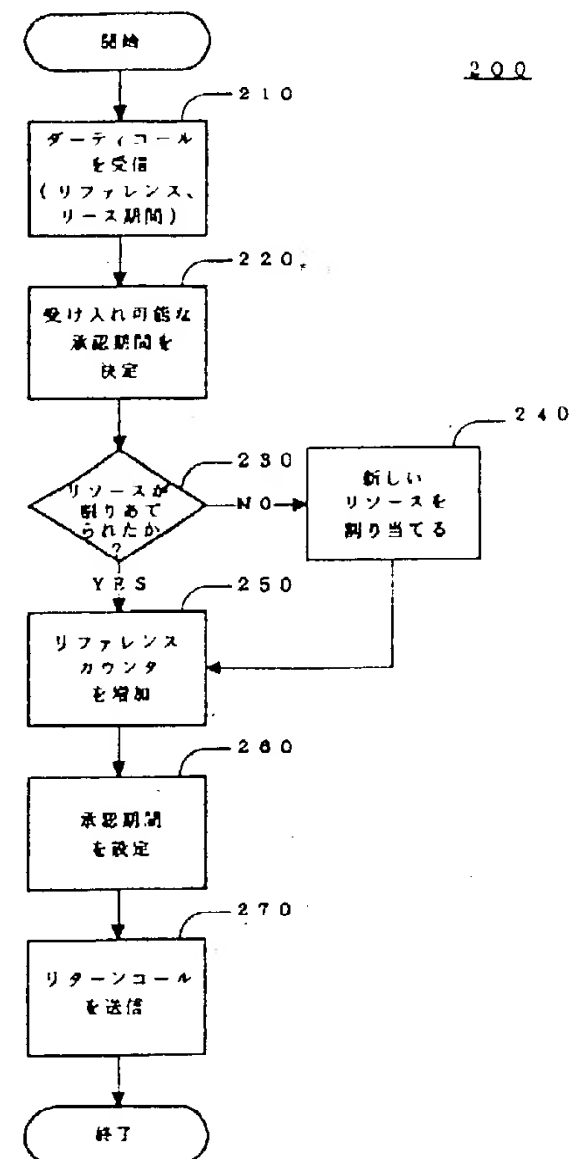 開始
200
210
ダーティコール
を受信
(リファレンス、
リース期間)
220
受け入れ可能な
承認期間を
決定
230
リソースが
割りあて
られたか
?
NO
240
新しい
リソースを
割り当てる
YES
250
リファレンス
カウンタ
を増加
260
承認期間
を設定
270
リターンコール
を送信
終了